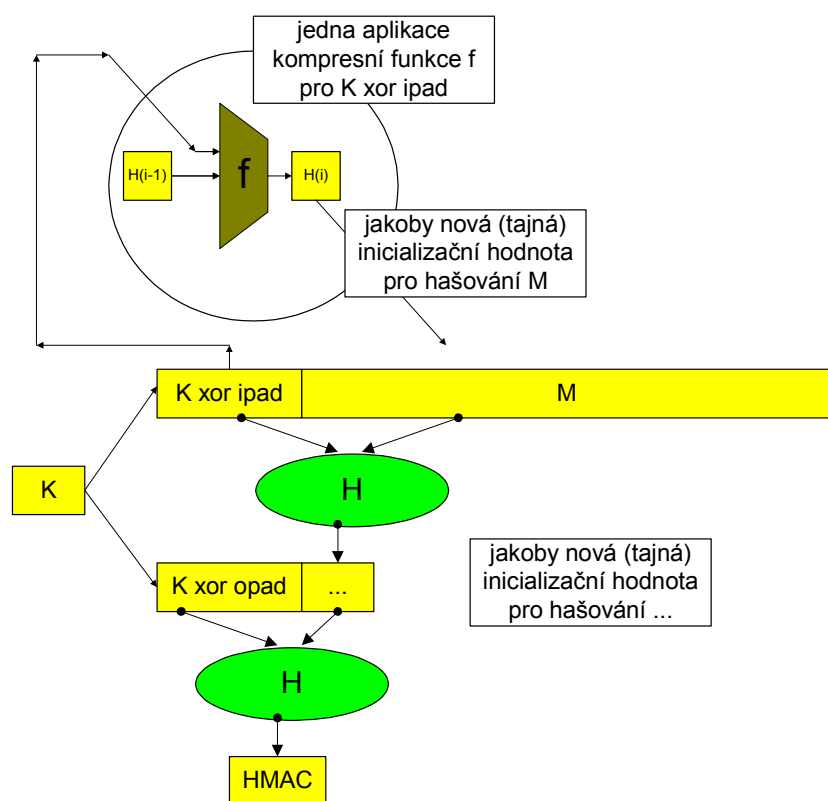 jedna aplikace
kompresní funkce f
pro K xor ipad
H(i-1)
f
H(i)
jakoby nová (tajná)
inicializační hodnota
pro hašování M
K xor ipad
M
K
H
jakoby nová (tajná)
inicializační hodnota
pro hašování ...
K xor opad
...
H
HMAC